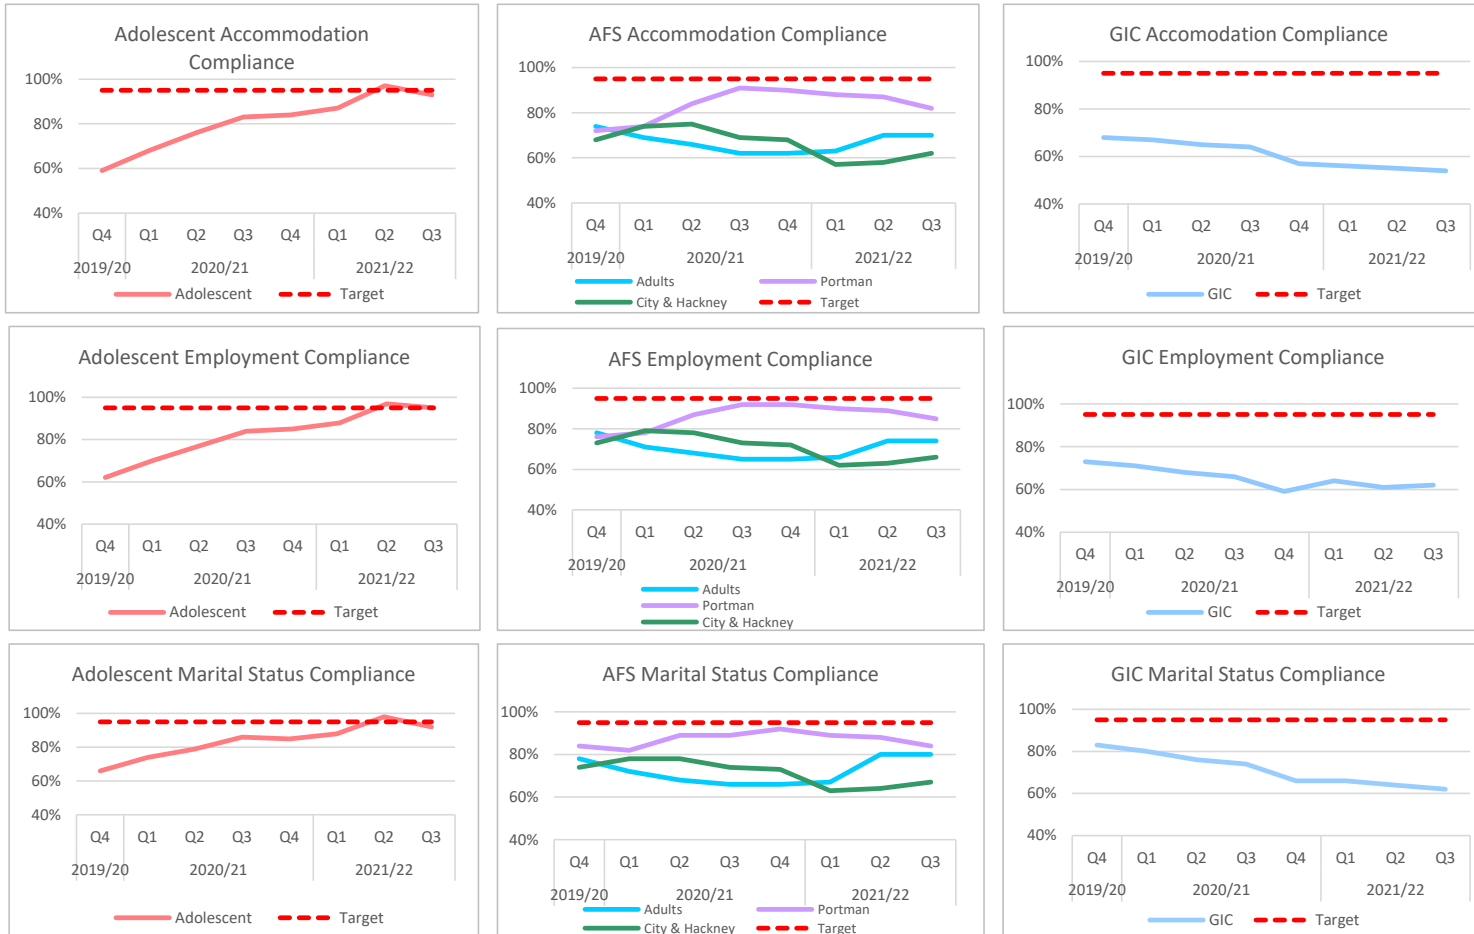 Adolescent Accommodation
Compliance
100%
80%
60%
40%
Q4 Q1 Q2 Q3 Q4 Q1 Q2 Q3
2019/20 2020/21 2021/22
Adolescent Target
AFS Accommodation Compliance
100%
80%
60%
40%
Q4 Q1 Q2 Q3 Q4 Q1 Q2 Q3
2019/20 2020/21 2021/22
Adults Portman
City & Hackney Target
GIC Accomodation Compliance
100%
80%
60%
40%
Q4 Q1 Q2 Q3 Q4 Q1 Q2 Q3
2019/20 2020/21 2021/22
GIC Target
Adolescent Employment Compliance
100%
80%
60%
40%
Q4 Q1 Q2 Q3 Q4 Q1 Q2 Q3
2019/20 2020/21 2021/22
Adolescent Target
AFS Employment Compliance
100%
80%
60%
40%
Q4 Q1 Q2 Q3 Q4 Q1 Q2 Q3
2019/20 2020/21 2021/22
Adults
Portman
City & Hackney
GIC Employment Compliance
100%
80%
60%
40%
Q4 Q1 Q2 Q3 Q4 Q1 Q2 Q3
2019/20 2020/21 2021/22
GIC Target
Adolescent Marital Status Compliance
100%
80%
60%
40%
Q4 Q1 Q2 Q3 Q4 Q1 Q2 Q3
2019/20 2020/21 2021/22
Adolescent Target
AFS Marital Status Compliance
100%
80%
60%
40%
Q4 Q1 Q2 Q3 Q4 Q1 Q2 Q3
2019/20 2020/21 2021/22
Adults Portman
City & Hackney Target
GIC Marital Status Compliance
100%
80%
60%
40%
Q4 Q1 Q2 Q3 Q4 Q1 Q2 Q3
2019/20 2020/21 2021/22
GIC Target